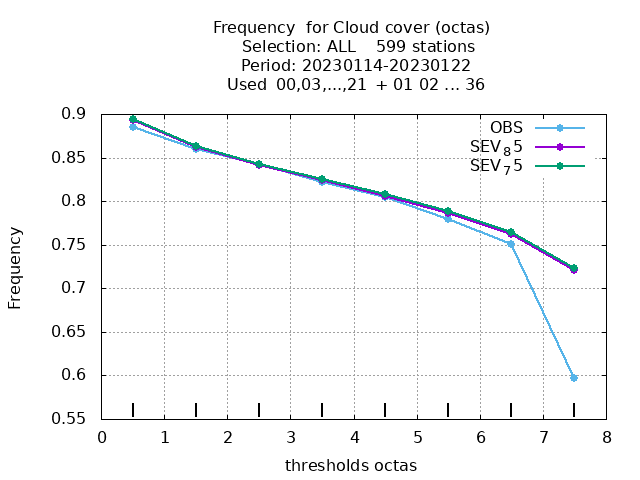 Frequency for Cloud cover (octas)
Selection: ALL 599 stations
Period: 20230114-20230122
Used 00,03,...,21 + 01 02 ... 36
0.9
OBS
SEV₈5
SEV₇5
0.85
0.8
0.75
0.7
0.65
0.6
0.55
Frequency
0 1 2 3 4 5 6 7 8
thresholds octas